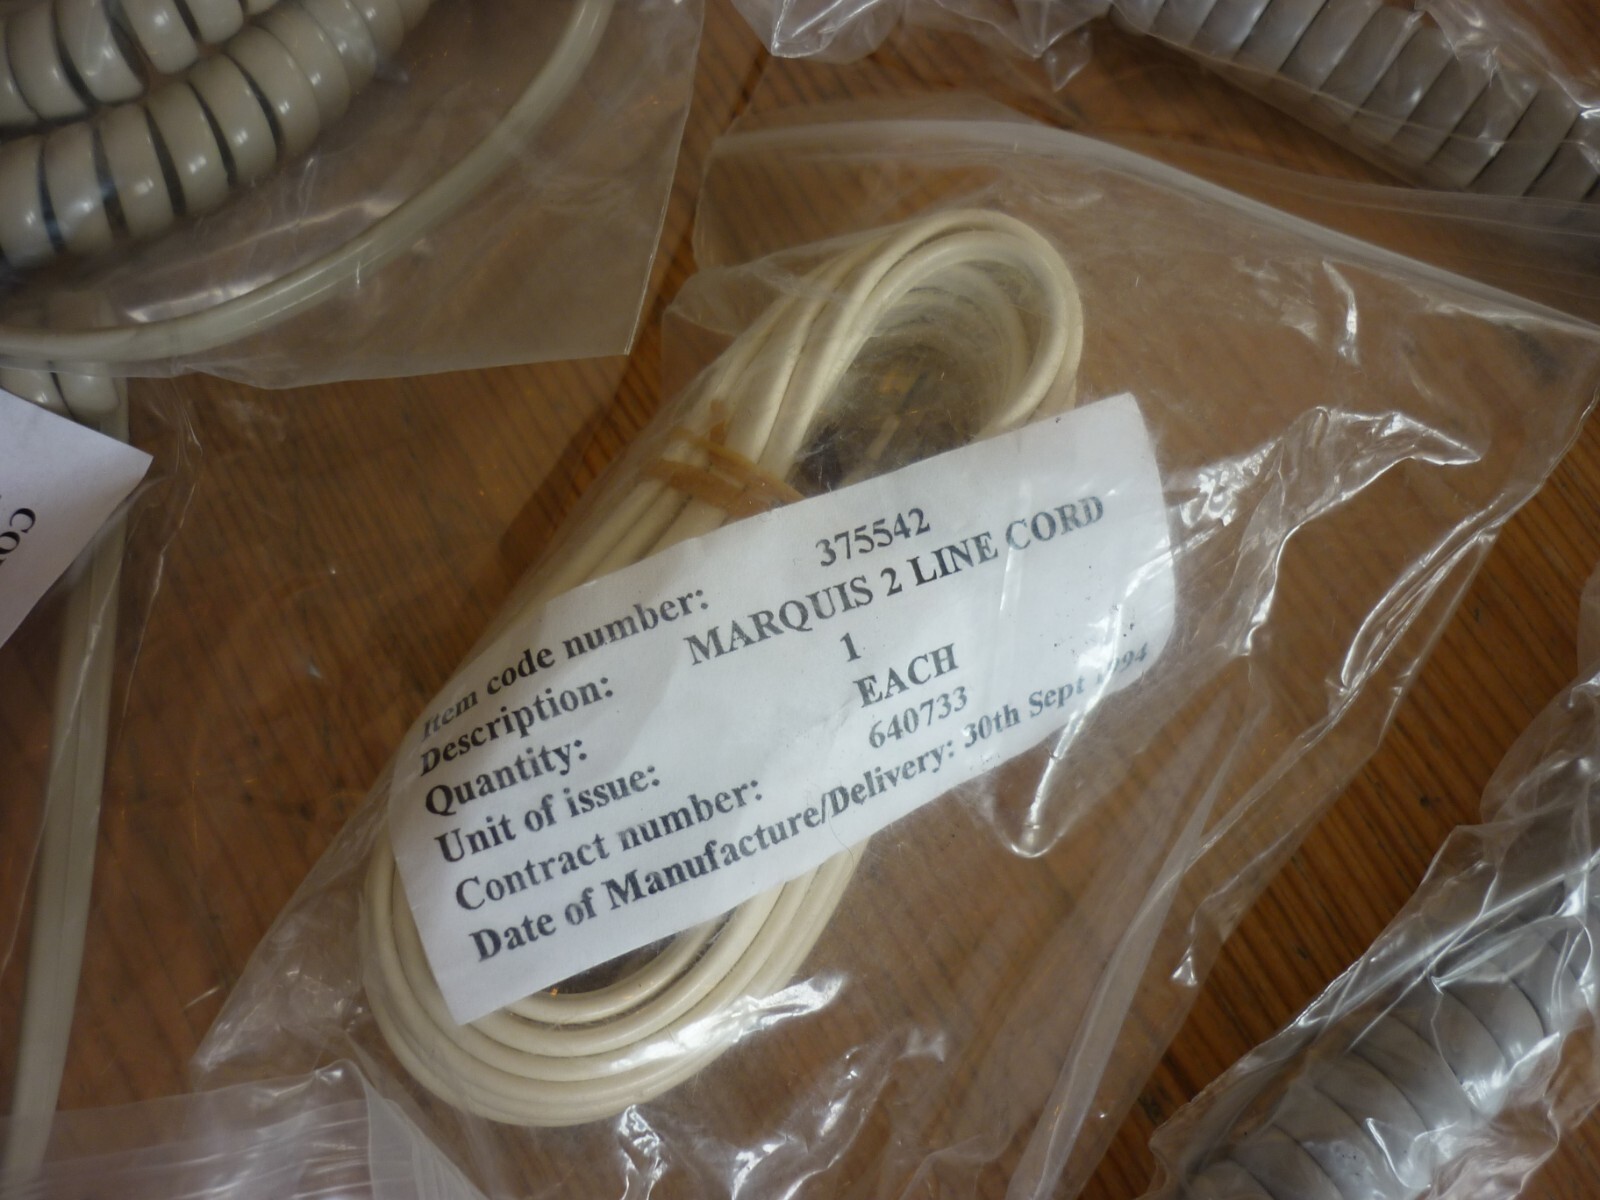 Item code number: 375542
Description: MARQUIS 2 LINE CORD
Quantity: 1
Unit of issue: EACH
Contract number: 640733
Date of Manufacture/Delivery: 30th Sept 1994